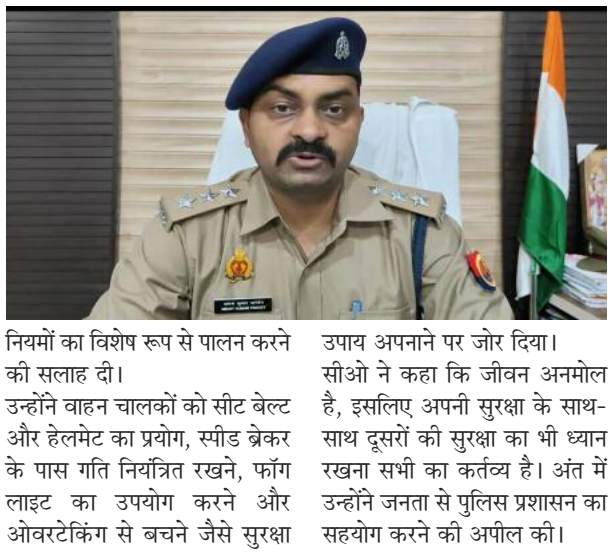 नियमों का विशेष रूप से पालन करने
की सलाह दी।
उन्होंने वाहन चालकों को सीट बेल्ट
और हेलमेट का प्रयोग, स्पीड ब्रेकर
के पास गति नियंत्रित रखने, फॉग
लाइट का उपयोग करने और
ओवरटेकिंग से बचने जैसे सुरक्षा
उपाय अपनाने पर जोर दिया।
सीओ ने कहा कि जीवन अनमोल
है, इसलिए अपनी सुरक्षा के साथ-
साथ दूसरों की सुरक्षा का भी ध्यान
रखना सभी का कर्तव्य है। अंत में
उन्होंने जनता से पुलिस प्रशासन का
सहयोग करने की अपील की।